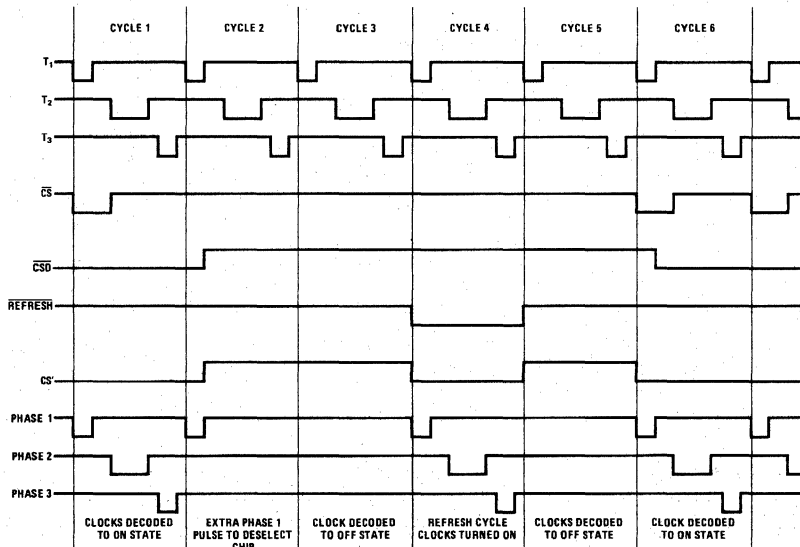 CYCLE 1 CYCLE 2 CYCLE 3 CYCLE 4 CYCLE 5 CYCLE 6
T1
T2
T3
CS
CSD
REFRESH
CS'
PHASE 1
PHASE 2
PHASE 3
CLOCKS DECODED
TO ON STATE
EXTRA PHASE 1
PULSE TO DESELECT
CHIP
CLOCK DECODED
TO OFF STATE
REFRESH CYCLE
CLOCKS TURNED ON
CLOCKS DECODED
TO OFF STATE
CLOCK DECODED
TO ON STATE